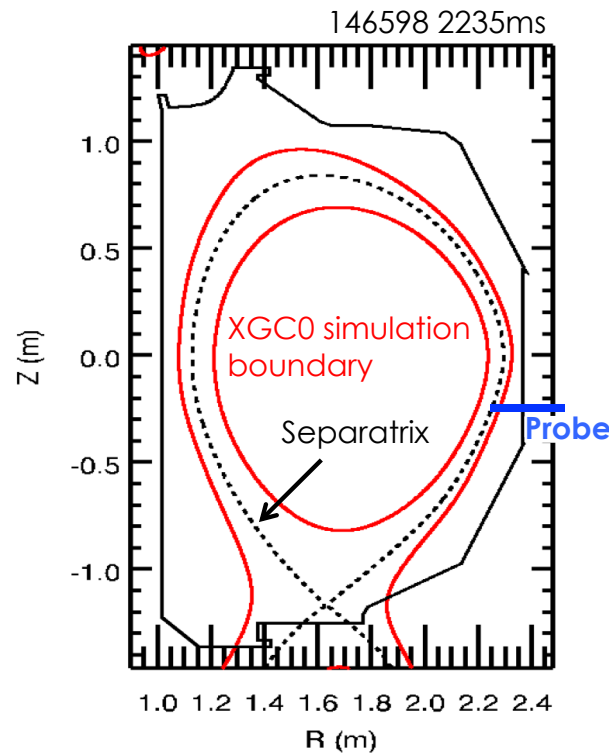 146598 2235ms
1.0
0.5
Z (m)
0.0
XGC0 simulation
boundary
Probe
Separatrix
-0.5
-1.0
1.0 1.2 1.4 1.6 1.8 2.0 2.2 2.4
R (m)